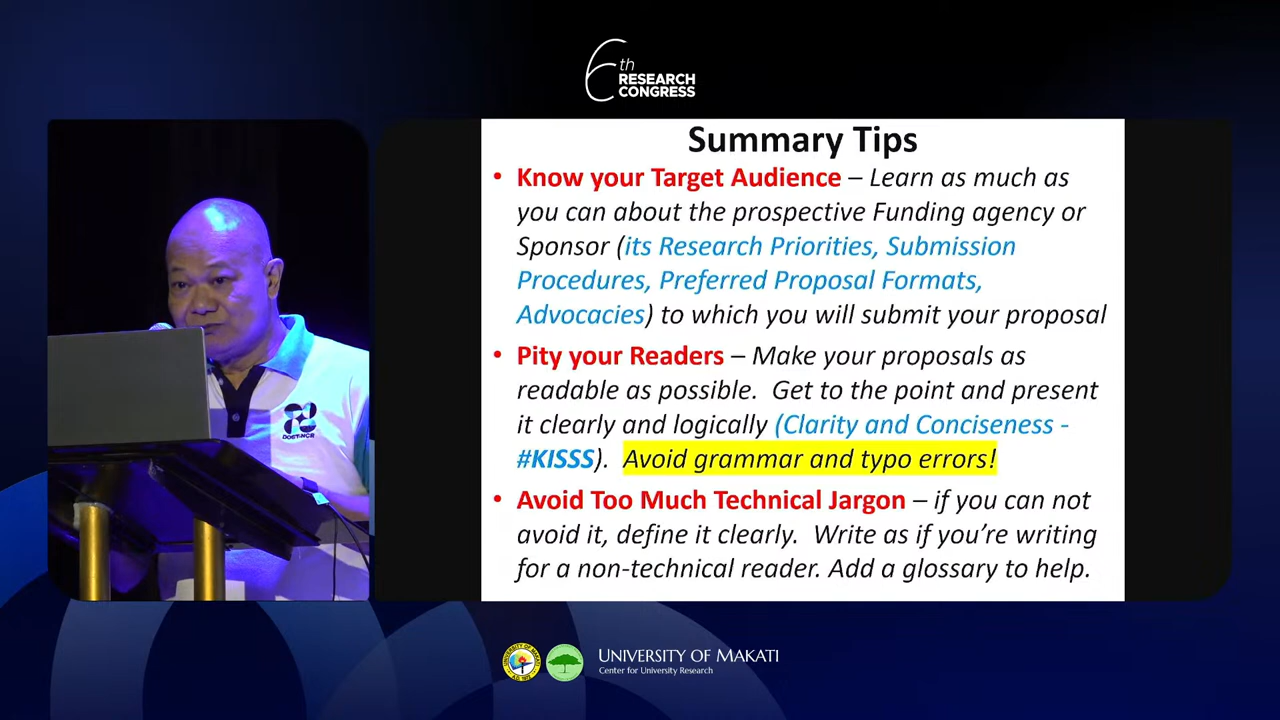 6th
RESEARCH
CONGRESS
Summary Tips
• Know your Target Audience – Learn as much as
you can about the prospective Funding agency or
Sponsor (its Research Priorities, Submission
Procedures, Preferred Proposal Formats,
Advocacies) to which you will submit your proposal
• Pity your Readers – Make your proposals as
readable as possible.  Get to the point and present
it clearly and logically (Clarity and Conciseness -
#KISSS).  Avoid grammar and typo errors!
• Avoid Too Much Technical Jargon – if you can not
avoid it, define it clearly.  Write as if you’re writing
for a non-technical reader. Add a glossary to help.
DOST-NCR
UNIVERSITY OF MAKATI
Center for University Research